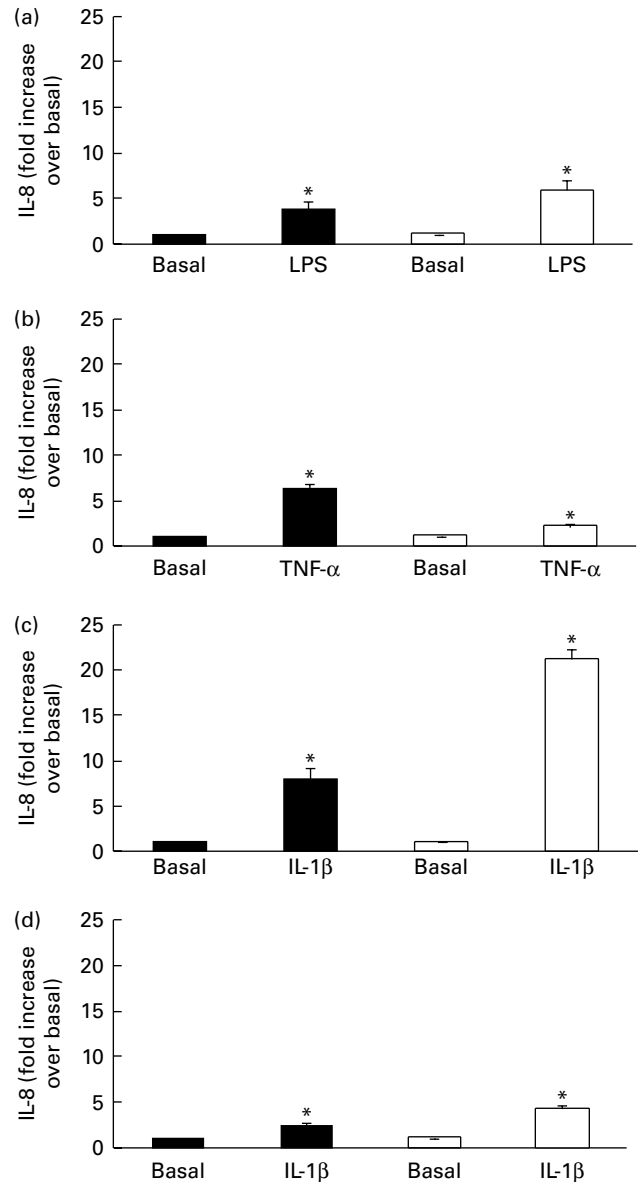 (a)
IL-8 (fold increase
over basal)
25
20
15
10
5
0
*
*
Basal LPS Basal LPS
(b)
IL-8 (fold increase
over basal)
25
20
15
10
5
0
*
*
Basal TNF-α Basal TNF-α
(c)
IL-8 (fold increase
over basal)
25
20
15
10
5
0
*
*
Basal IL-1β Basal IL-1β
(d)
IL-8 (fold increase
over basal)
25
20
15
10
5
0
*
*
Basal IL-1β Basal IL-1β